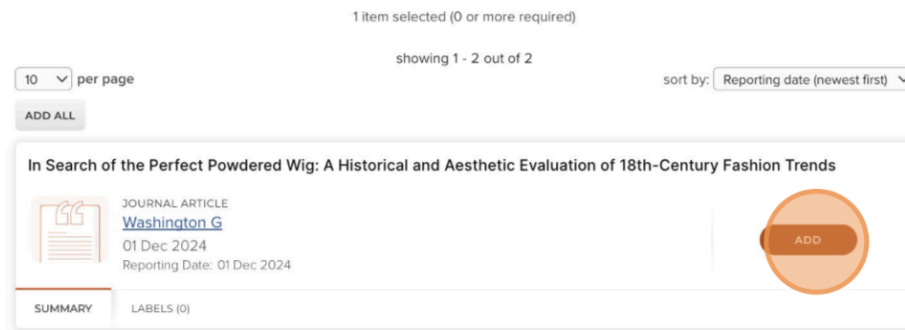 1 item selected (0 or more required)
showing 1 - 2 out of 2
10 per page
sort by: Reporting date (newest first)
ADD ALL
In Search of the Perfect Powdered Wig: A Historical and Aesthetic Evaluation of 18th-Century Fashion Trends
JOURNAL ARTICLE
Washington G
01 Dec 2024
Reporting Date: 01 Dec 2024
ADD
SUMMARY LABELS (0)